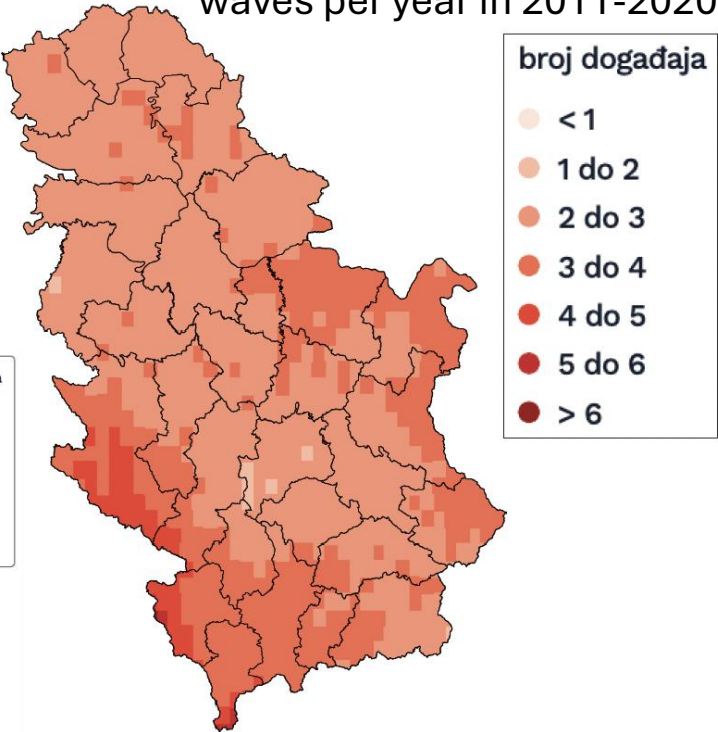 waves per year in 2011-2020
broj događaja
< 1
1 do 2
2 do 3
3 do 4
4 do 5
5 do 6
> 6